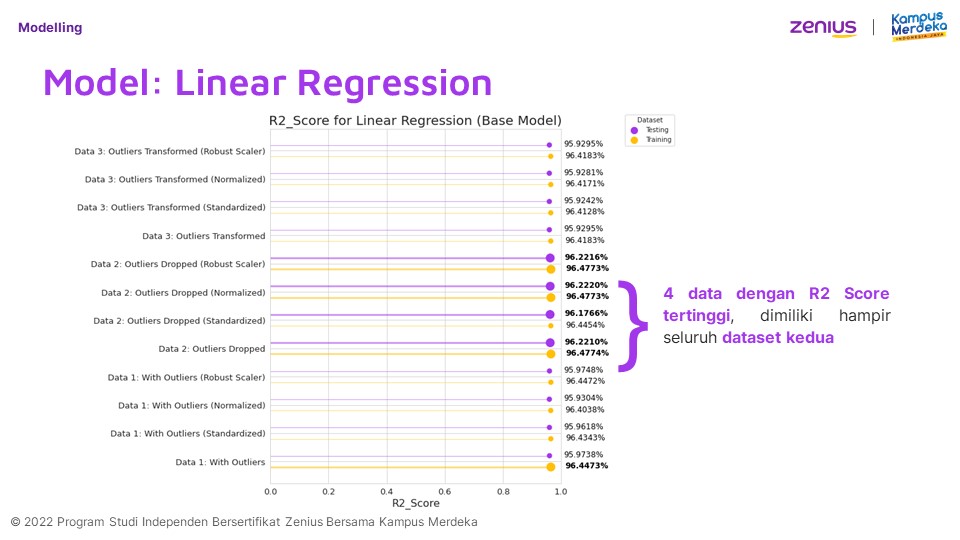 Modelling
zenius
Kampus
Merdeka
INDONESIA JAYA
Model: Linear Regression
R2_Score for Linear Regression (Base Model)
Dataset
Testing
Training
Data 3: Outliers Transformed (Robust Scaler)
95.9295%
96.4183%
Data 3: Outliers Transformed (Normalized)
95.9281%
96.4171%
Data 3: Outliers Transformed (Standardized)
95.9242%
96.4128%
Data 3: Outliers Transformed
95.9295%
96.4183%
Data 2: Outliers Dropped (Robust Scaler)
96.2216%
96.4773%
Data 2: Outliers Dropped (Normalized)
96.2220%
96.4773%
Data 2: Outliers Dropped (Standardized)
96.1766%
96.4454%
Data 2: Outliers Dropped
96.2210%
96.4774%
Data 1: With Outliers (Robust Scaler)
95.9748%
96.4472%
Data 1: With Outliers (Normalized)
95.9304%
96.4038%
Data 1: With Outliers (Standardized)
95.9618%
96.4343%
Data 1: With Outliers
95.9738%
96.4473%
0.0 0.2 0.4 0.6 0.8 1.0
R2_Score
}
4 data dengan R2 Score
tertinggi, dimiliki hampir
seluruh dataset kedua
© 2022 Program Studi Independen Bersertifikat Zenius Bersama Kampus Merdeka